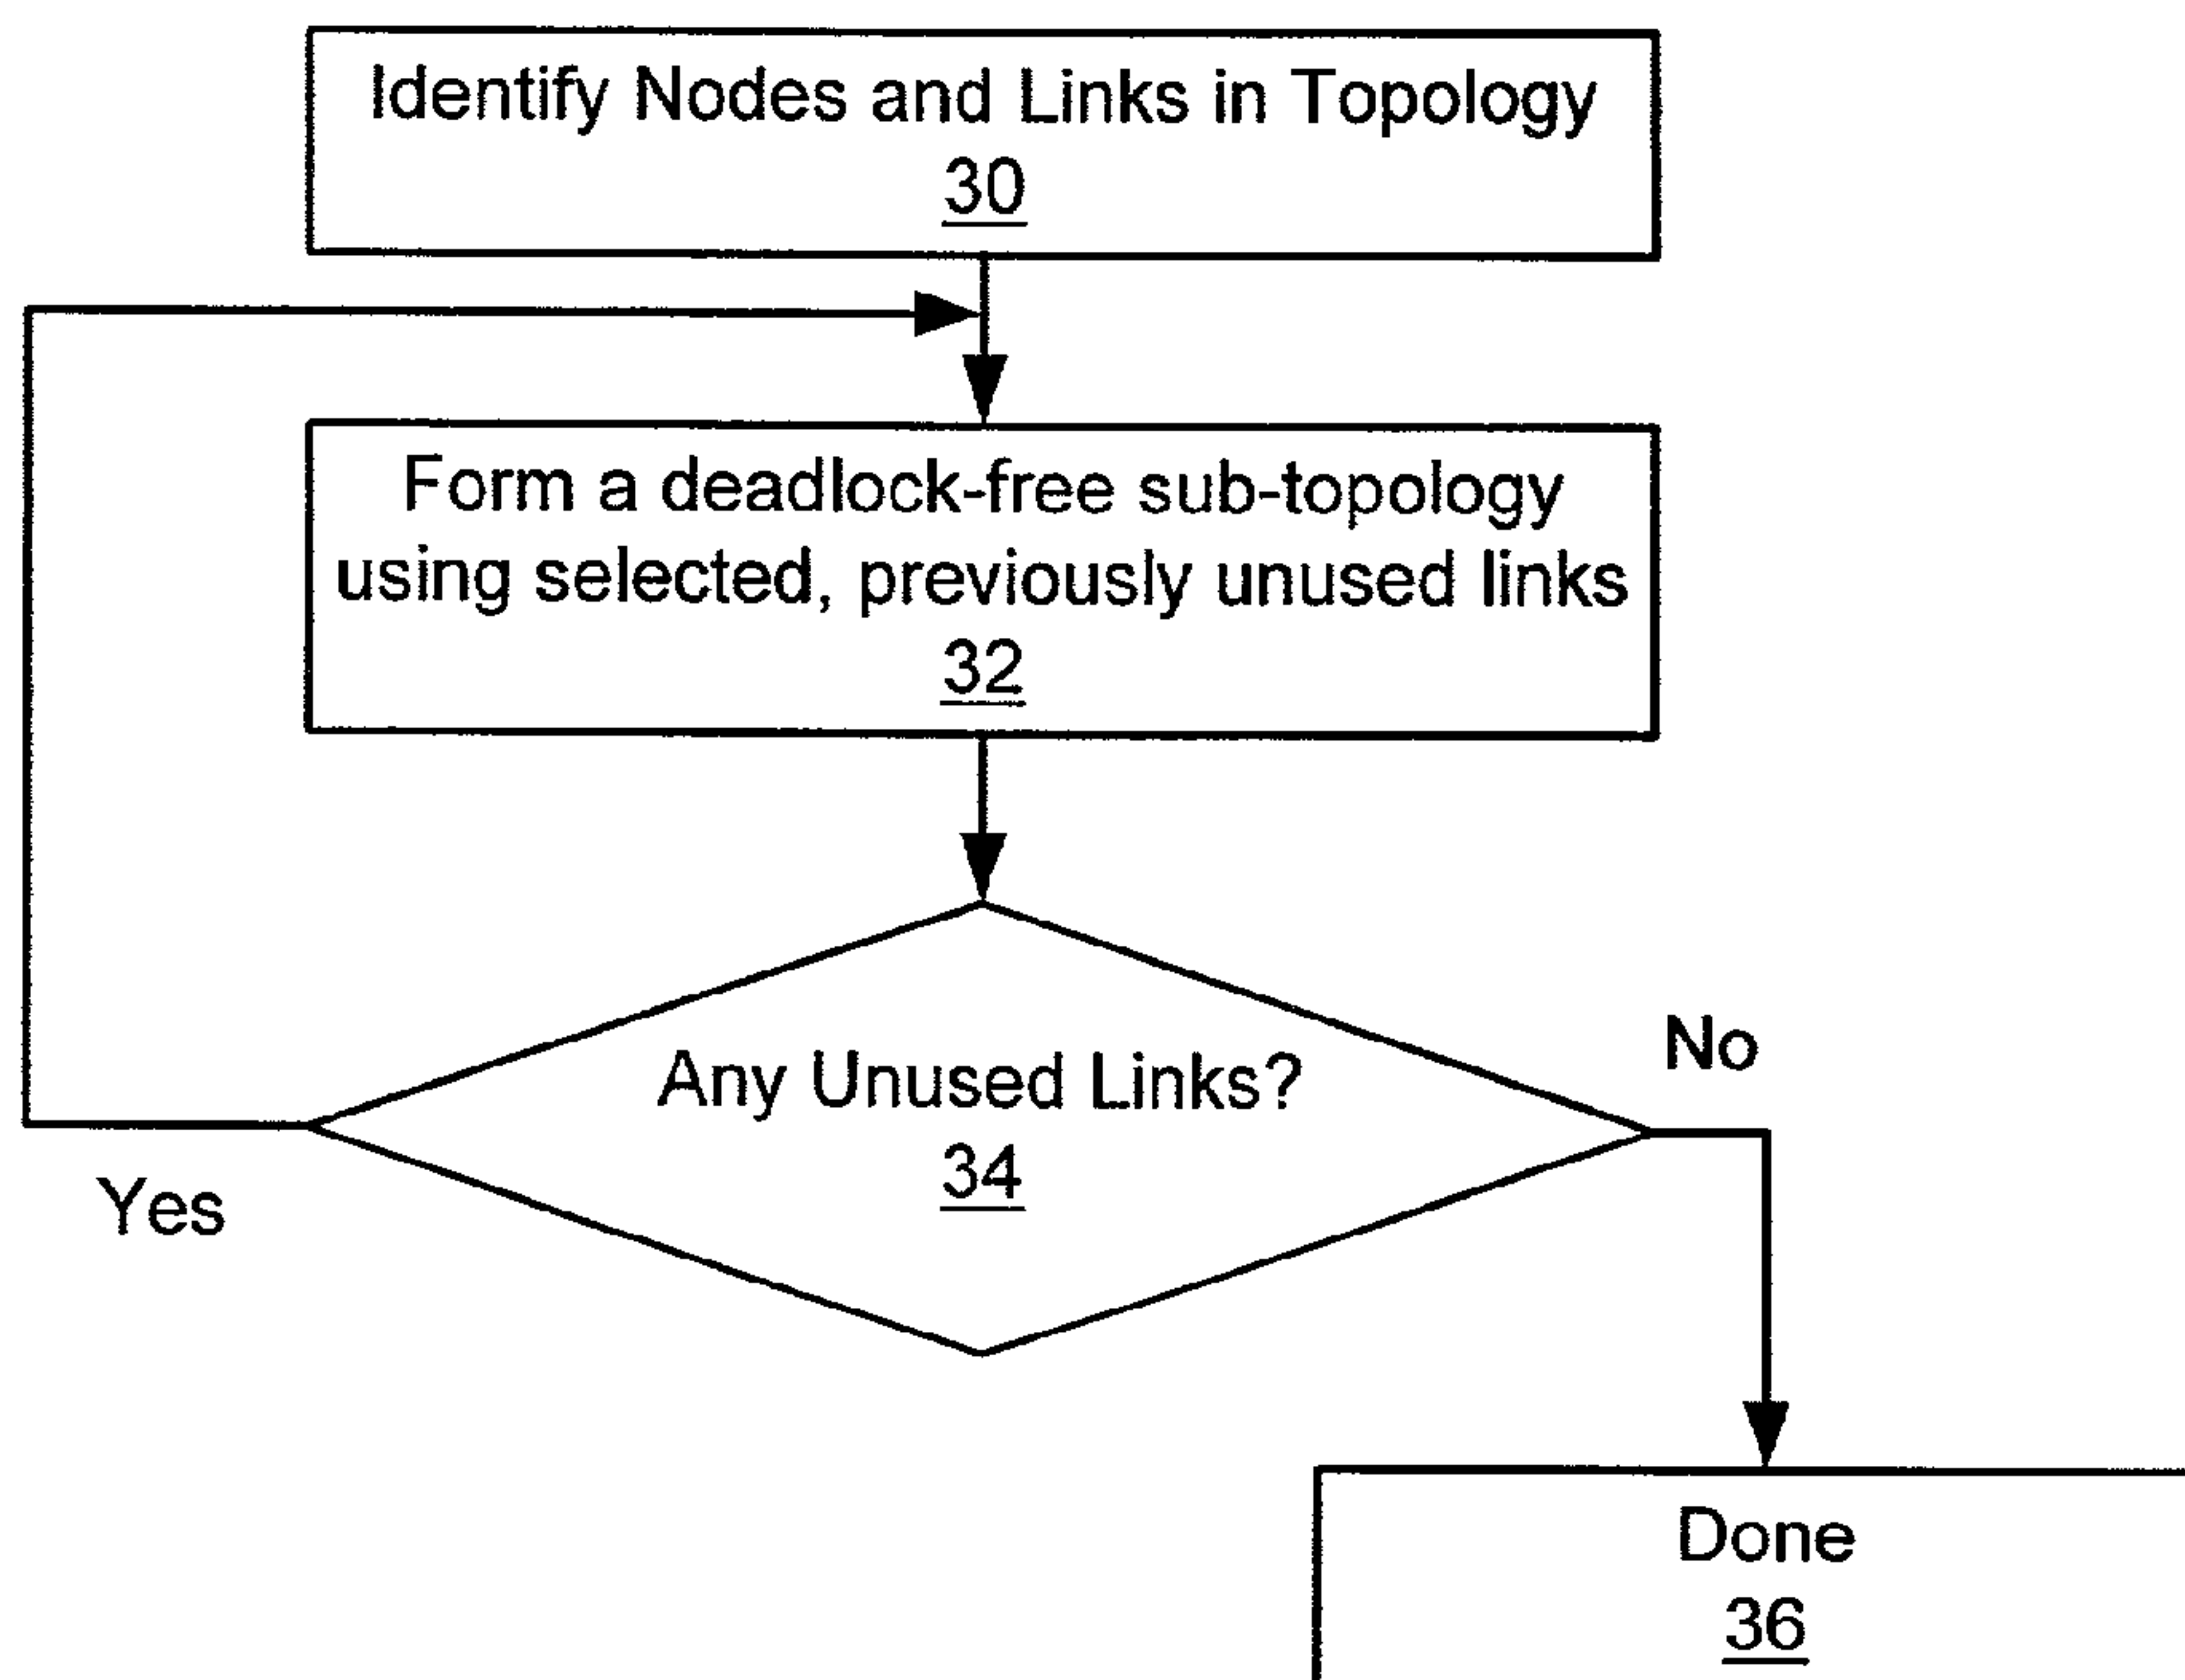 Identify Nodes and Links in Topology
30
Form a deadlock-free sub-topology
using selected, previously unused links
32
Any Unused Links?
34
No
Yes
Done
36